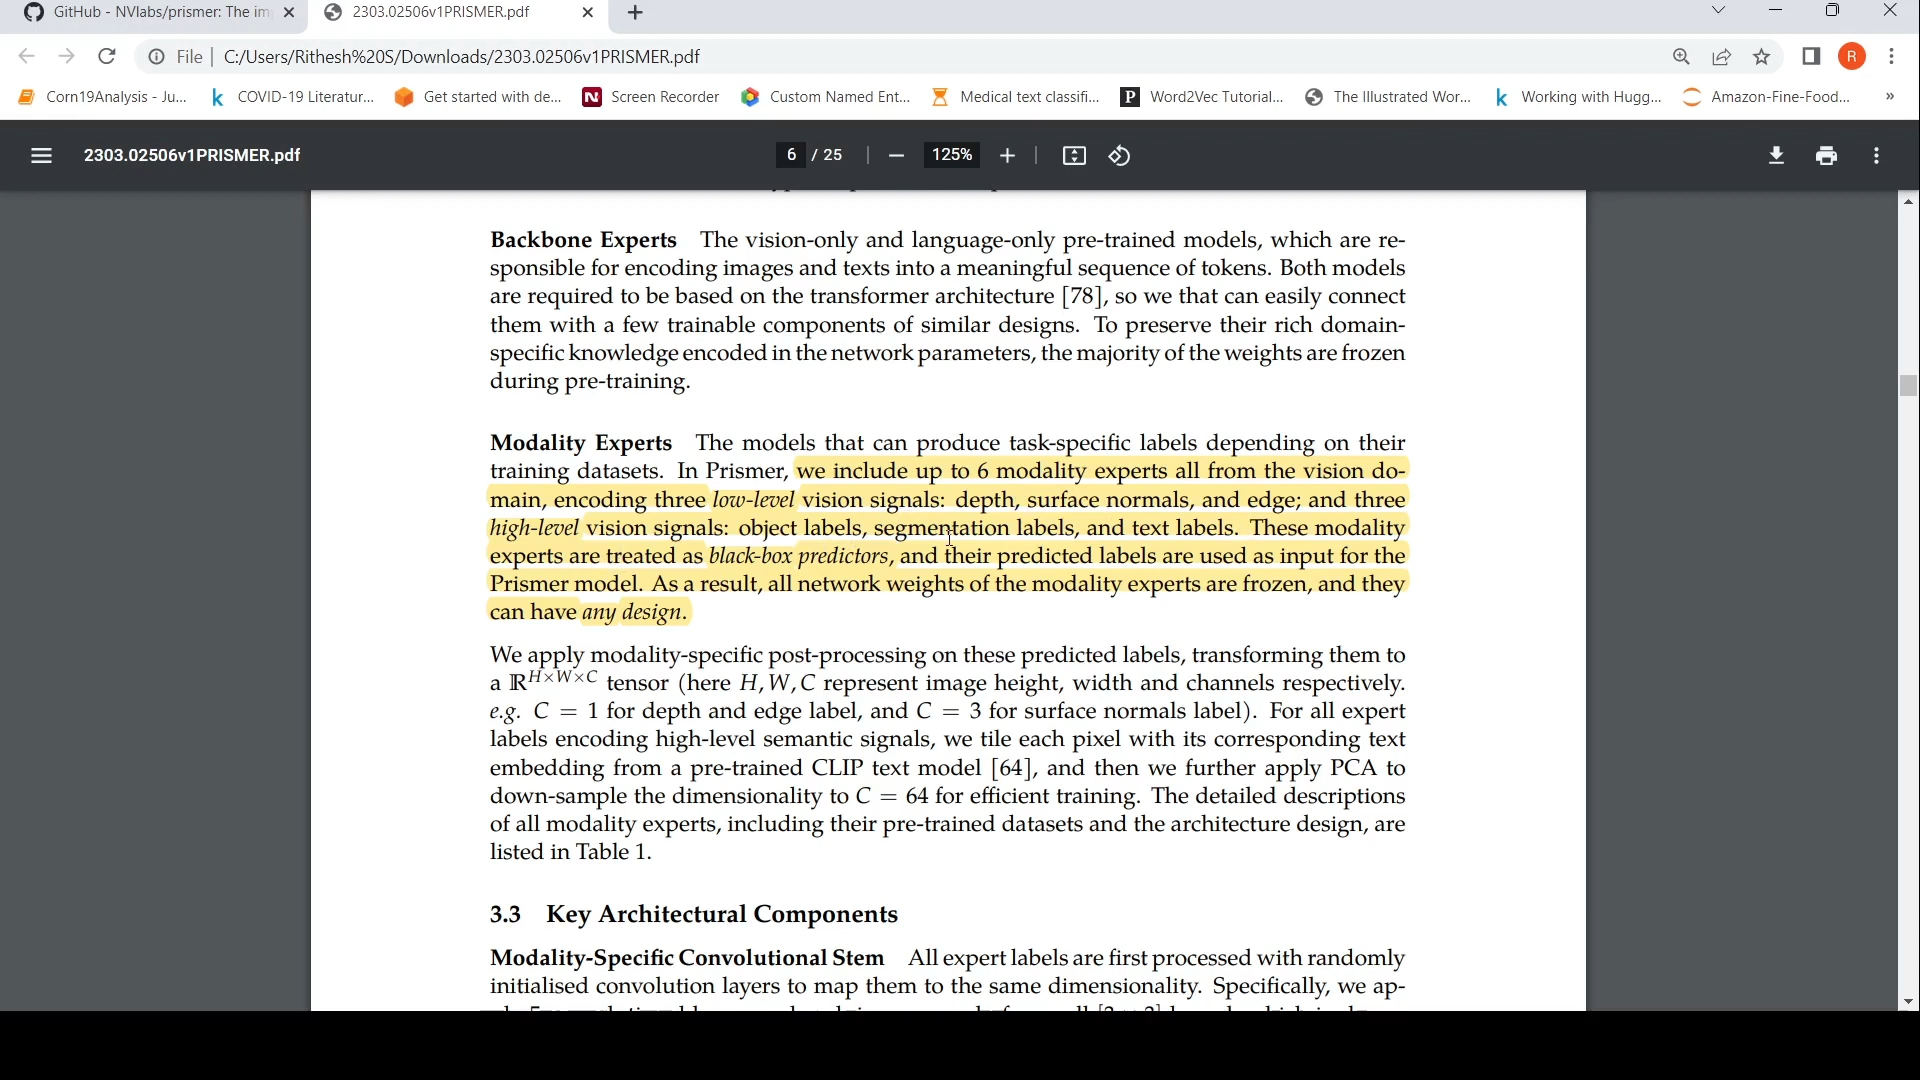 GitHub - NVlabs/prismer: The im
2303.02506v1PRISMER.pdf
File | C:/Users/Rithesh%20S/Downloads/2303.02506v1PRISMER.pdf
R
Corn19Analysis - Ju...
COVID-19 Literatur...
Get started with de...
Screen Recorder
Custom Named Ent...
Medical text classifi...
Word2Vec Tutorial...
The Illustrated Wor...
Working with Hugg...
Amazon-Fine-Food...
»
2303.02506v1PRISMER.pdf
6 / 25
125%
Backbone Experts The vision-only and language-only pre-trained models, which are re-
sponsible for encoding images and texts into a meaningful sequence of tokens. Both models
are required to be based on the transformer architecture [78], so we that can easily connect
them with a few trainable components of similar designs. To preserve their rich domain-
specific knowledge encoded in the network parameters, the majority of the weights are frozen
during pre-training.
Modality Experts The models that can produce task-specific labels depending on their
training datasets. In Prismer, we include up to 6 modality experts all from the vision do-
main, encoding three low-level vision signals: depth, surface normals, and edge; and three
high-level vision signals: object labels, segmentation labels, and text labels. These modality
experts are treated as black-box predictors, and their predicted labels are used as input for the
Prismer model. As a result, all network weights of the modality experts are frozen, and they
can have any design.
We apply modality-specific post-processing on these predicted labels, transforming them to
a ℝ^{H×W×C} tensor (here H, W, C represent image height, width and channels respectively.
e.g. C = 1 for depth and edge label, and C = 3 for surface normals label). For all expert
labels encoding high-level semantic signals, we tile each pixel with its corresponding text
embedding from a pre-trained CLIP text model [64], and then we further apply PCA to
down-sample the dimensionality to C = 64 for efficient training. The detailed descriptions
of all modality experts, including their pre-trained datasets and the architecture design, are
listed in Table 1.
3.3 Key Architectural Components
Modality-Specific Convolutional Stem All expert labels are first processed with randomly
initialised convolution layers to map them to the same dimensionality. Specifically, we ap-